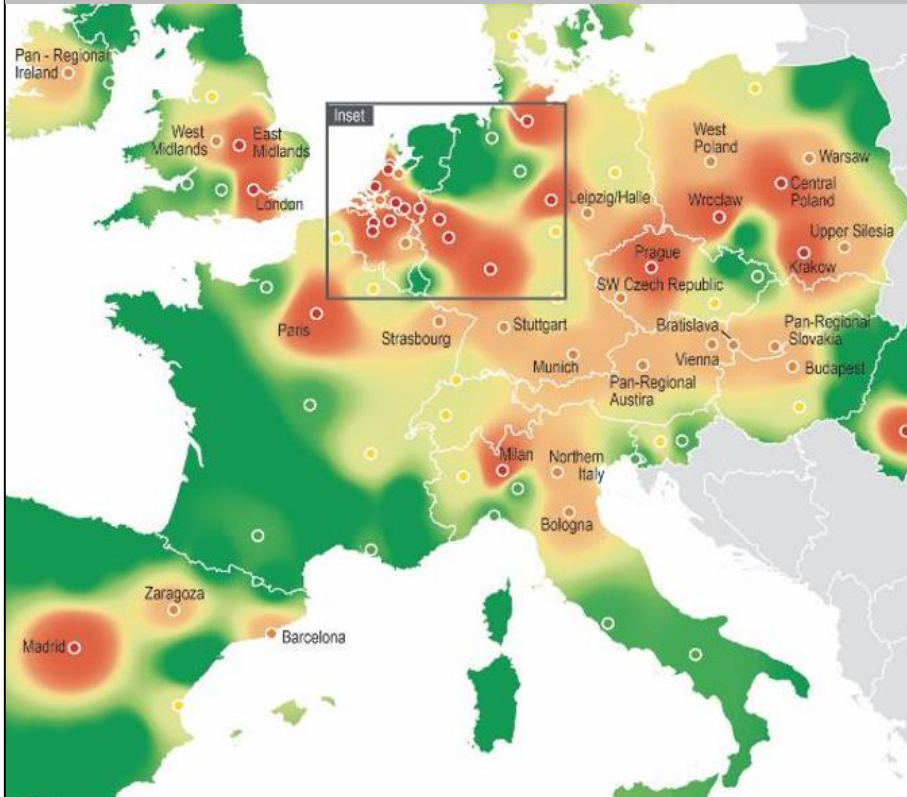 Pan - Regional
Ireland
West
Midlands
East
Midlands
London
Inset
Leipzig/Halle
West
Poland
Warsaw
Central
Poland
Wroclaw
Upper Silesia
Krakow
Prague
SW Czech Republic
Paris
Strasbourg
Stuttgart
Munich
Bratislava
Vienna
Pan-Regional
Slovakia
Budapest
Pan-Regional
Austira
Milan
Northern
Italy
Bologna
Zaragoza
Madrid
Barcelona